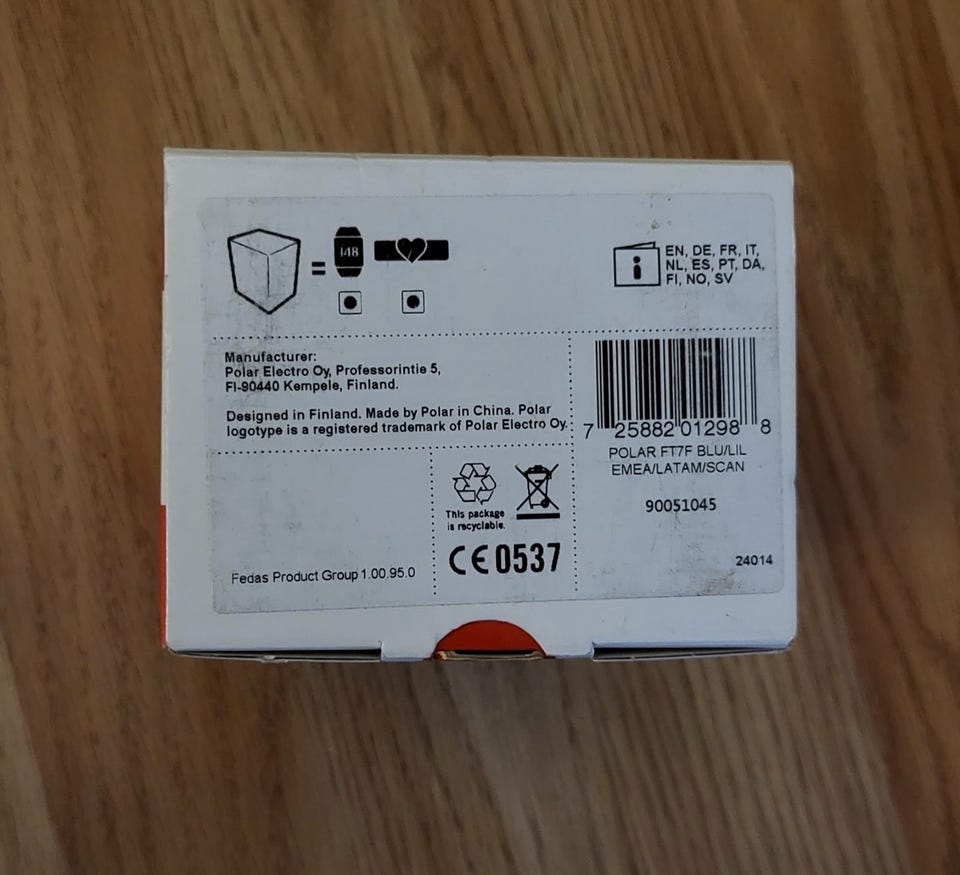 148
EN, DE, FR, IT,
NL, ES, PT, DA,
FI, NO, SV
Manufacturer:
Polar Electro Oy, Professorintie 5,
FI-90440 Kempele, Finland.
Designed in Finland. Made by Polar in China. Polar
logotype is a registered trademark of Polar Electro Oy.
7 25882 01298 8
POLAR FT7F BLU/LIL
EMEA/LATAM/SCAN
90051045
24014
This package
is recyclable.
CE 0537
Fedas Product Group 1.00.95.0